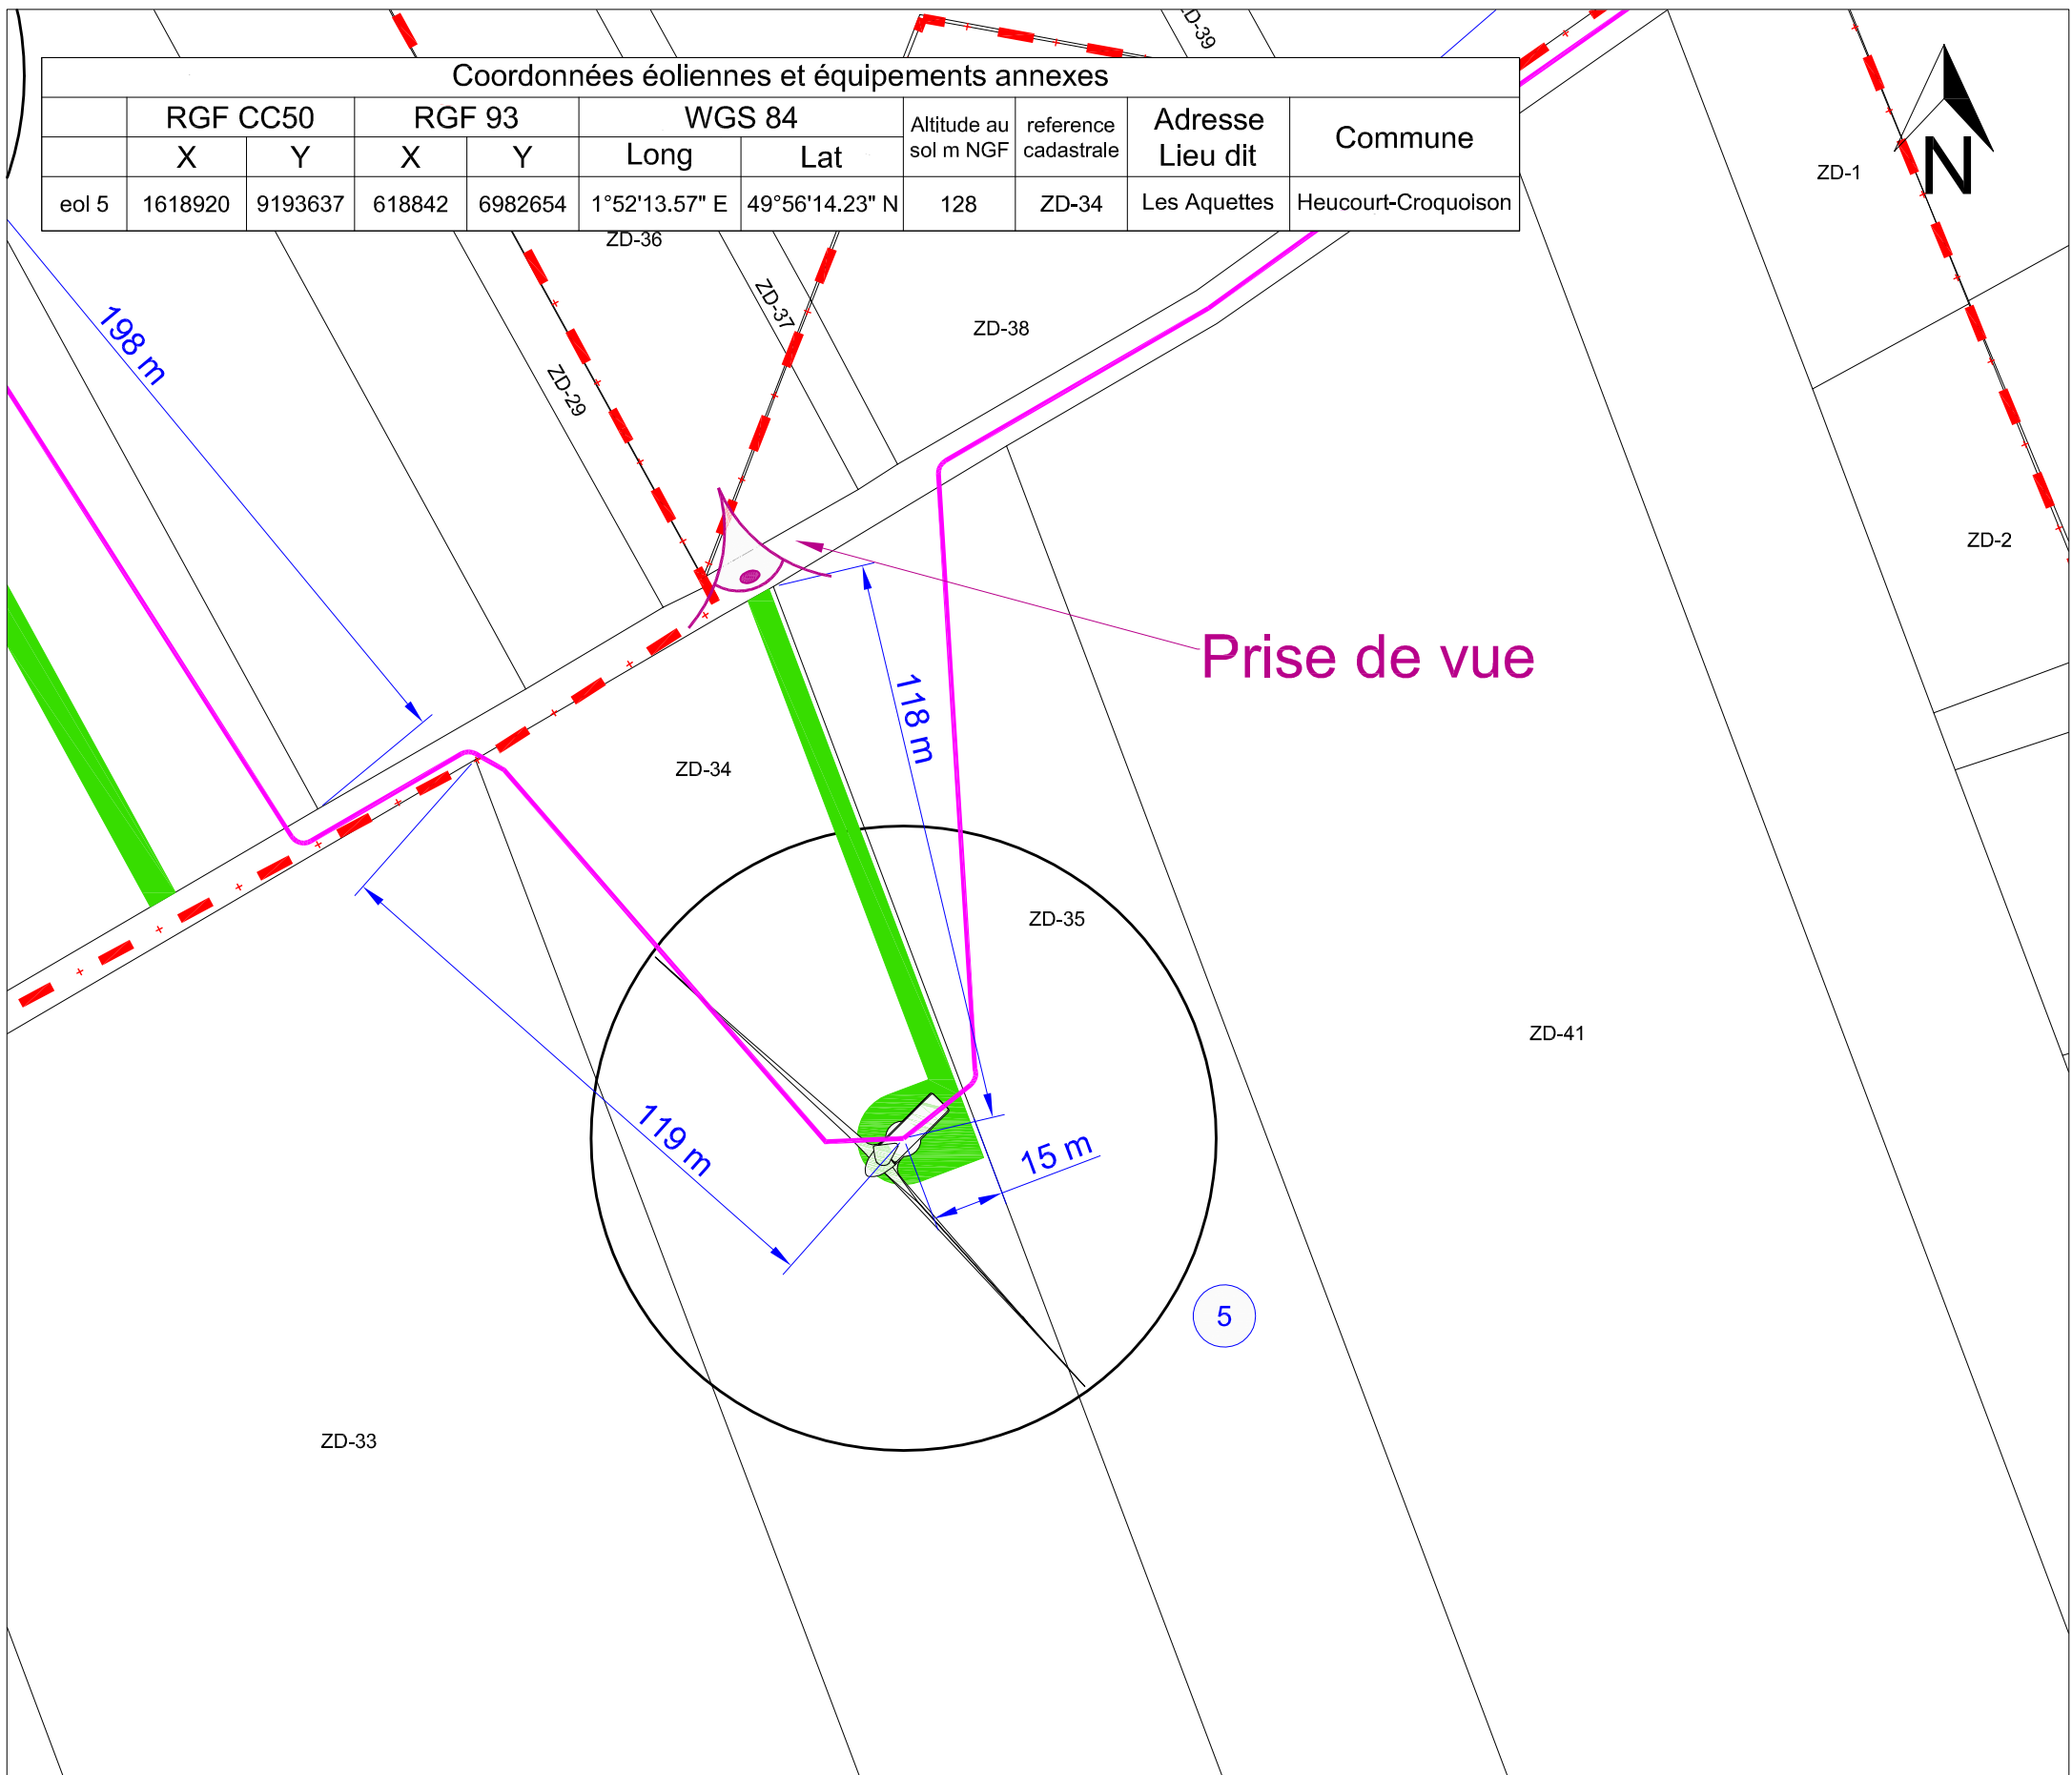 ZD-39
Coordonnées éoliennes et équipements annexes
RGF CC50 RGF 93 WGS 84 Altitude au sol m NGF reference cadastrale Adresse Lieu dit Commune
X Y X Y Long Lat
eol 5 1618920 9193637 618842 6982654 1°52'13.57" E 49°56'14.23" N 128 ZD-34 Les Aquettes Heucourt-Croquoison
N
ZD-1
ZD-36
ZD-37
ZD-38
198 m
ZD-29
ZD-2
Prise de vue
118 m
ZD-34
ZD-35
ZD-41
119 m
15 m
5
ZD-33